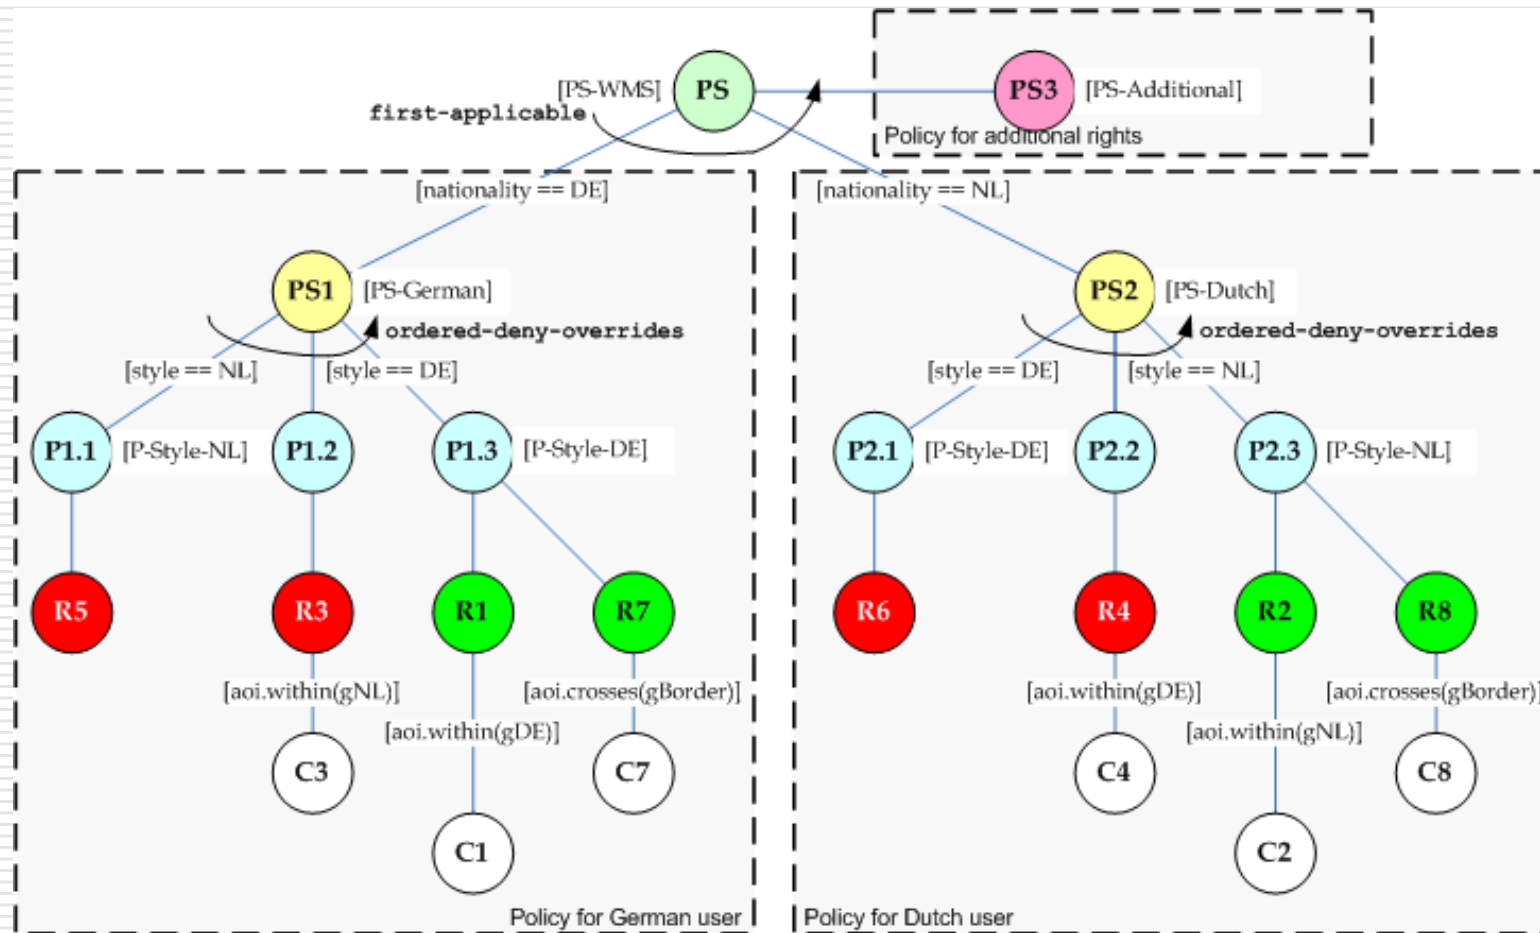 [PS-WMS] PS PS3 [PS-Additional]
first-applicable
Policy for additional rights
[nationality == DE] [nationality == NL]
PS1 [PS-German] PS2 [PS-Dutch]
ordered-deny-overrides ordered-deny-overrides
[style == NL] [style == DE] [style == DE] [style == NL]
P1.1 [P-Style-NL] P1.2 P1.3 [P-Style-DE] P2.1 [P-Style-DE] P2.2 P2.3 [P-Style-NL]
R5 R3 R1 R7 R6 R4 R2 R8
[aoi.within(gNL)] [aoi.crosses(gBorder)] [aoi.within(gDE)] [aoi.crosses(gBorder)]
[aoi.within(gDE)] [aoi.within(gNL)]
C3 C7 C4 C8
C1 C2
Policy for German user Policy for Dutch user